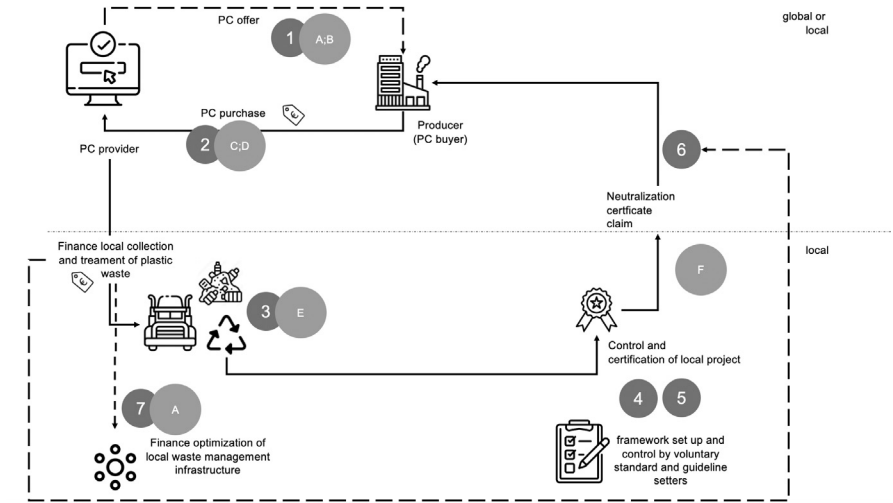 PC offer
1
A;B
global or
local
PC purchase
€
2
C;D
Producer
(PC buyer)
PC provider
6
Neutralization
certficate
claim
Finance local collection
and treament of plastic
waste
€
local
F
3
E
Control and
certification of local project
4
5
7
A
Finance optimization of
local waste management
infrastructure
framework set up and
control by voluntary
standard and guideline
setters